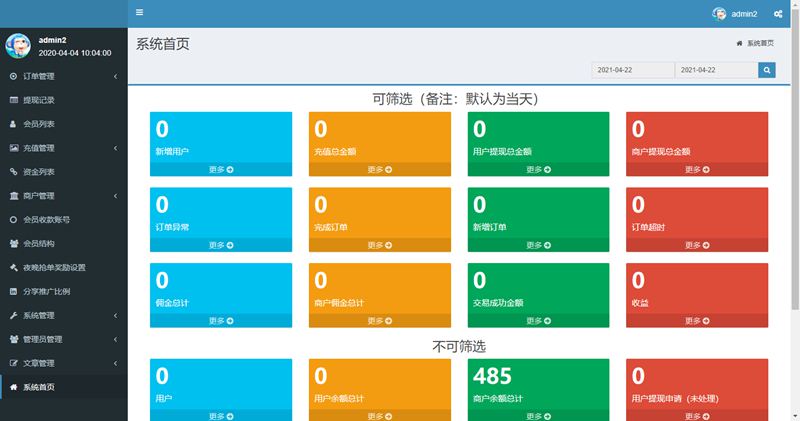 admin2
admin2
2020-04-04 10:04:00
订单管理
提现记录
会员列表
充值管理
资金列表
商户管理
会员收款账号
会员结构
夜晚抢单奖励设置
分享推广比例
系统管理
管理员管理
文章管理
系统首页
系统首页
系统首页
2021-04-22
2021-04-22
可筛选（备注：默认为当天）
0
新增用户
更多
0
充值总金额
更多
0
用户提现总金额
更多
0
商户提现总金额
更多
0
订单异常
更多
0
完成订单
更多
0
新增订单
更多
0
订单超时
更多
0
佣金总计
更多
0
商户佣金总计
更多
0
交易成功金额
更多
0
收益
更多
不可筛选
0
用户
更多
0
用户余额总计
更多
485
商户余额总计
更多
0
用户提现申请（未处理）
更多